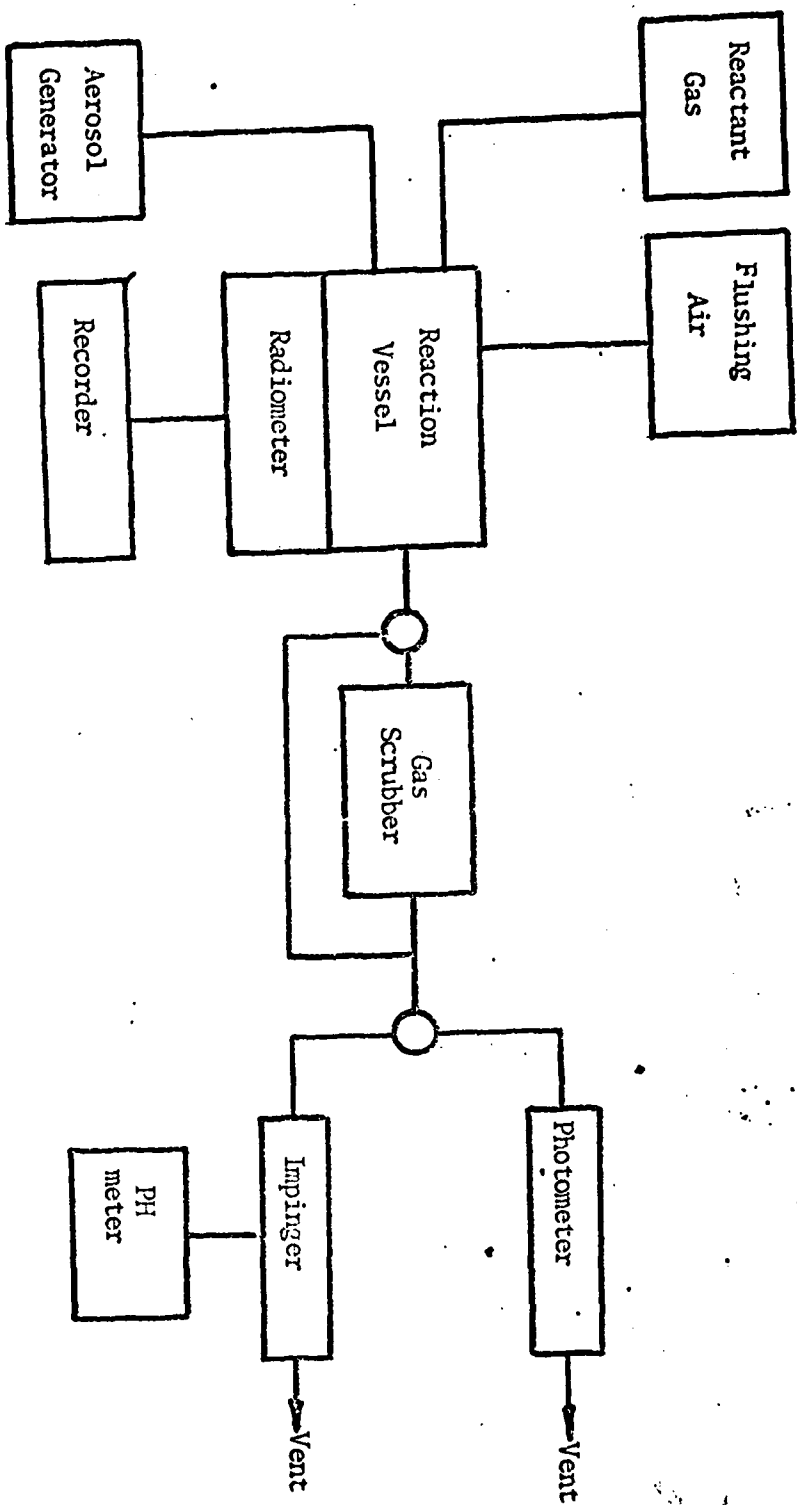 Reactant
Gas
Flushing
Air
Aerosol
Generator
Reaction
Vessel
Radiometer
Recorder
Gas
Scrubber
Photometer
Vent
Impinger
Vent
PH
meter